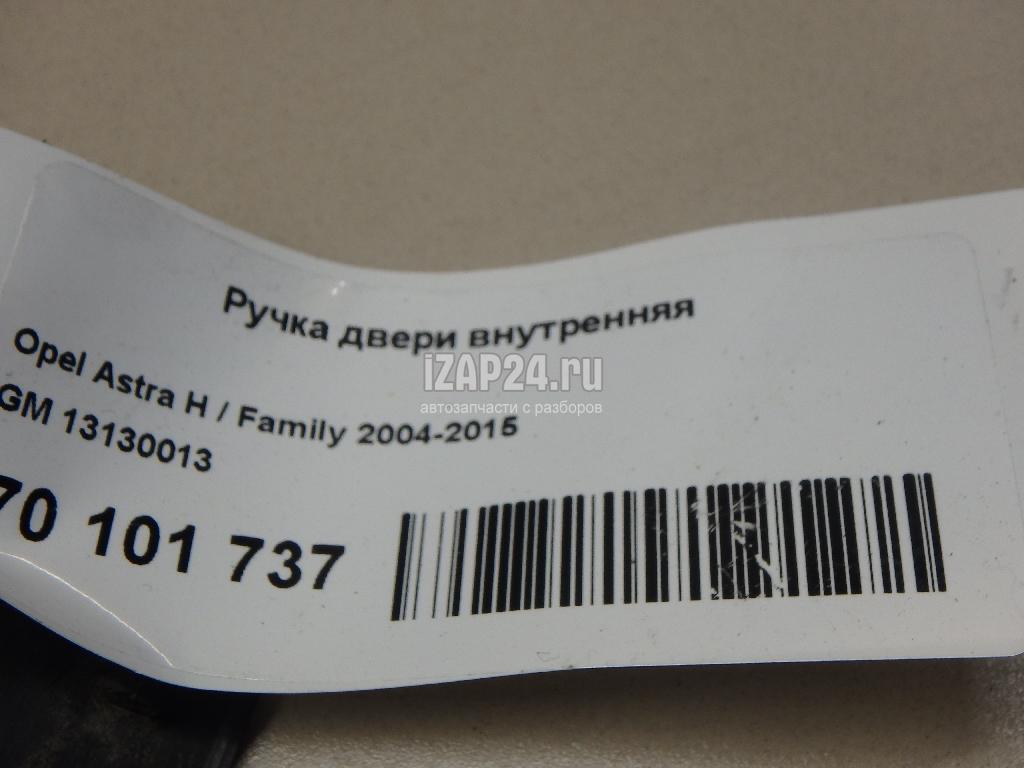 Ручка двери внутренняя
Opel Astra H / Family 2004-2015
GM 13130013
70 101 737
iZAP24.ru
автозапчасти с разборов